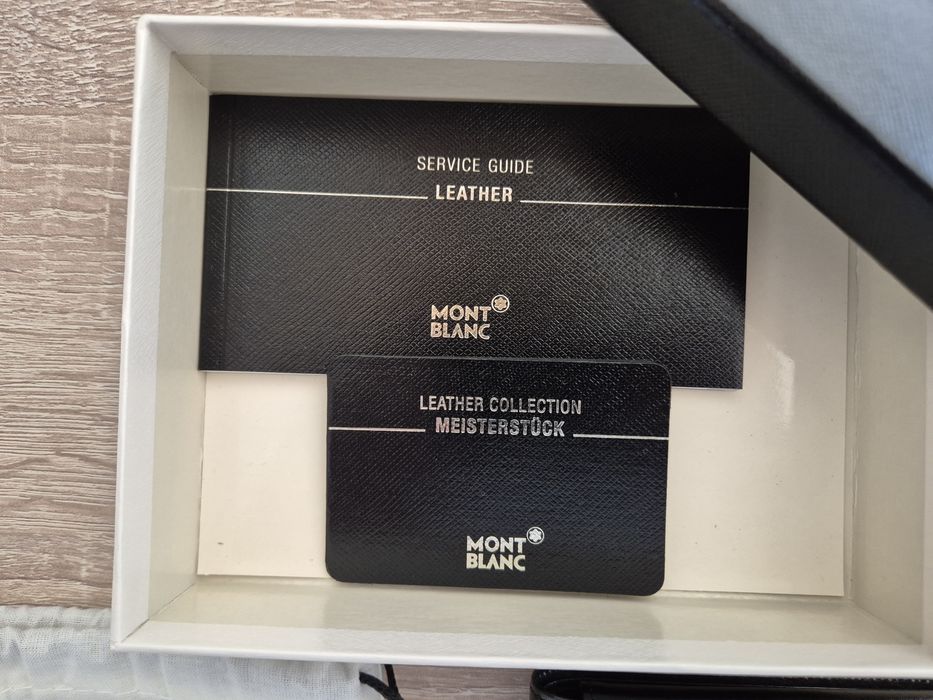 SERVICE GUIDE
LEATHER
MONT
BLANC
LEATHER COLLECTION
MEISTERSTÜCK
MONT
BLANC